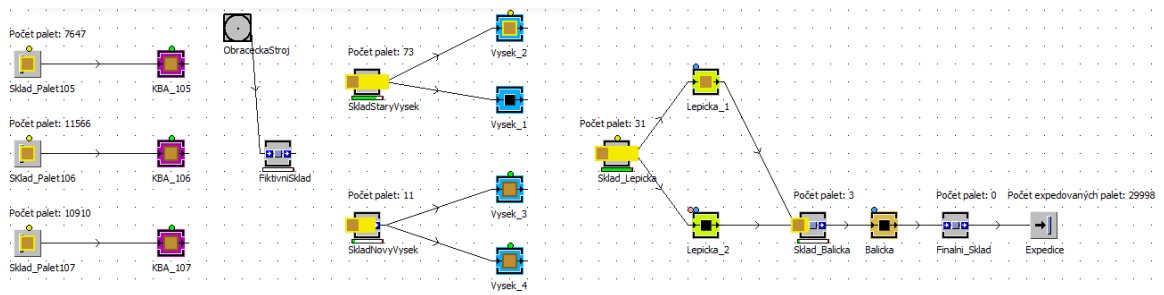 Počet palet: 7647
Sklad_Palet105
KBA_105
ObraceckaStroj
Počet palet: 73
SkladStaryVysek
Vysek_2
Vysek_1
Počet palet: 11566
SKlad_Palet106
KBA_106
FiktivniSklad
Počet palet: 10910
Sklad_Palet107
KBA_107
Počet palet: 11
SkladNovyVysek
Vysek_3
Vysek_4
Počet palet: 31
Sklad_Lepicka
Lepicka_1
Lepicka_2
Počet palet: 3
Sklad_Balicka
Balicka
Počet palet: 0
Finalni_Sklad
Počet expedovaných palet: 29998
Expedice